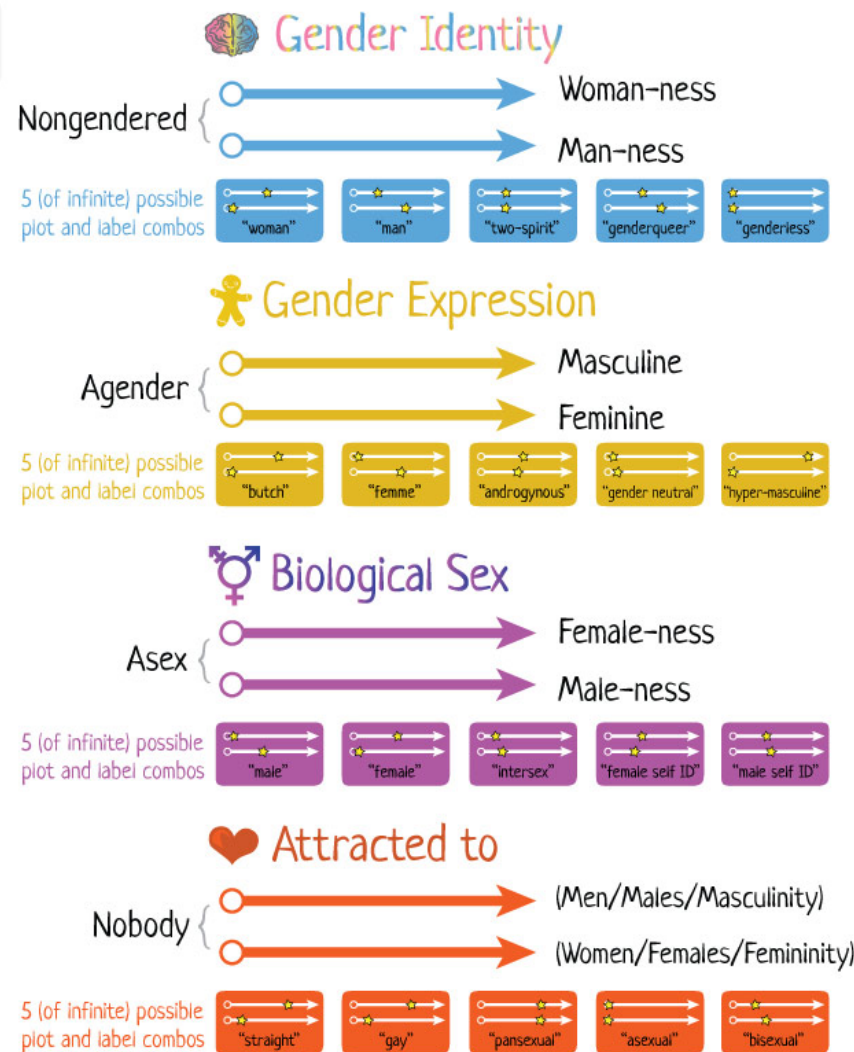 Gender Identity
Nongendered
Woman-ness
Man-ness
5 (of infinite) possible
plot and label combos
"woman"
"man"
"two-spirit"
"genderqueer"
"genderless"
Gender Expression
Agender
Masculine
Feminine
5 (of infinite) possible
plot and label combos
"butch"
"femme"
"androgynous"
"gender neutral"
"hyper-masculine"
Biological Sex
Asex
Female-ness
Male-ness
5 (of infinite) possible
plot and label combos
"male"
"female"
"intersex"
"female self ID"
"male self ID"
Attracted to
Nobody
(Men/Males/Masculinity)
(Women/Females/Femininity)
5 (of infinite) possible
plot and label combos
"straight"
"gay"
"pansexual"
"asexual"
"bisexual"